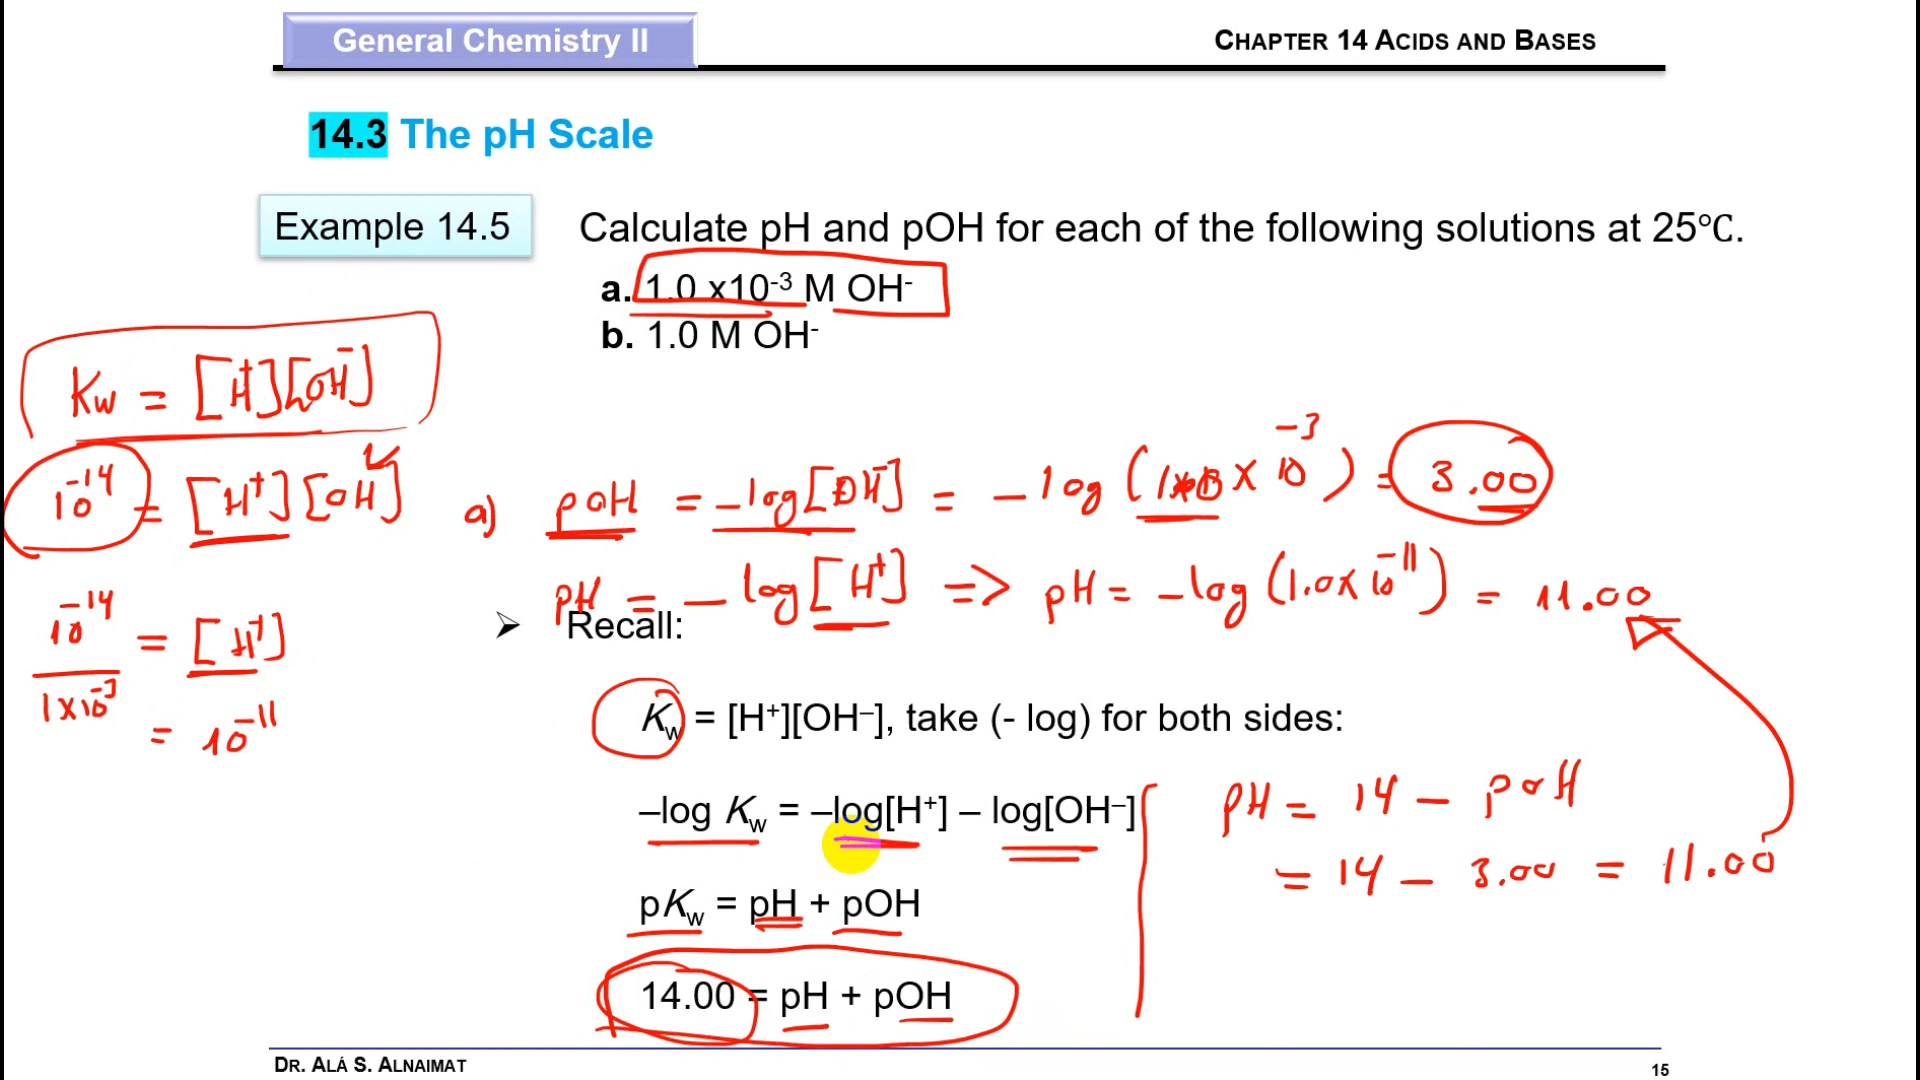 General Chemistry II
CHAPTER 14 ACIDS AND BASES
14.3 The pH Scale
Example 14.5
Calculate pH and pOH for each of the following solutions at 25°C.
a. 1.0 x10⁻³ M OH⁻
b. 1.0 M OH⁻
Kw = [H⁺][OH⁻]
10⁻¹⁴ = [H⁺][OH]
10⁻¹⁴ / 1x10⁻³ = [H⁺]
= 10⁻¹¹
a) pOH = -log[OH⁻] = -log( × 10⁻³) = 3.00
pH = -log[H⁺] => pH = -log(1.0x10⁻¹¹) = 11.00
➢ Recall:
Kw = [H⁺][OH⁻], take (- log) for both sides:
–log Kw = –log[H⁺] – log[OH⁻]
pKw = pH + pOH
14.00 = pH + pOH
pH = 14 - pOH
= 14 - 3.00 = 11.00
DR. ALÁ S. ALNAIMAT
15